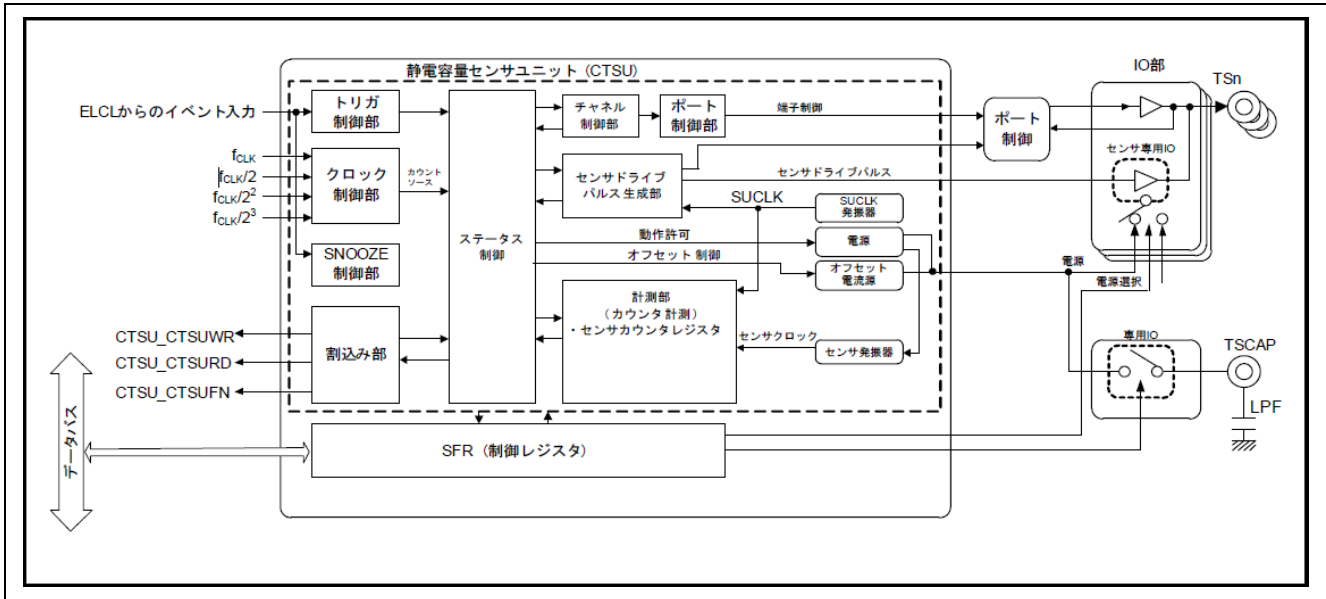 静電容量センサユニット (CTSU)
IO部
TSn
ELCLからのイベント入力
トリガ
制御部
チャネル
制御部
ポート
制御部
端子制御
ポート
制御
fCLK
fCLK/2
fCLK/2²
fCLK/2³
クロック
制御部
カウント
ソース
センサドライブ
パルス生成部
センサドライブパルス
センサ専用IO
SUCLK
SUCLK
発振器
ステータス
制御
動作許可
電源
オフセット 制御
オフセット
電流源
電源
電源選択
SNOOZE
制御部
計測部
(カウンタ計測)
・センサカウンタレジスタ
センサクロック
センサ発振器
専用IO
TSCAP
LPF
CTSU_CTSUWR
CTSU_CTSURD
CTSU_CTSUFN
割込み部
データバス
SFR (制御レジスタ)